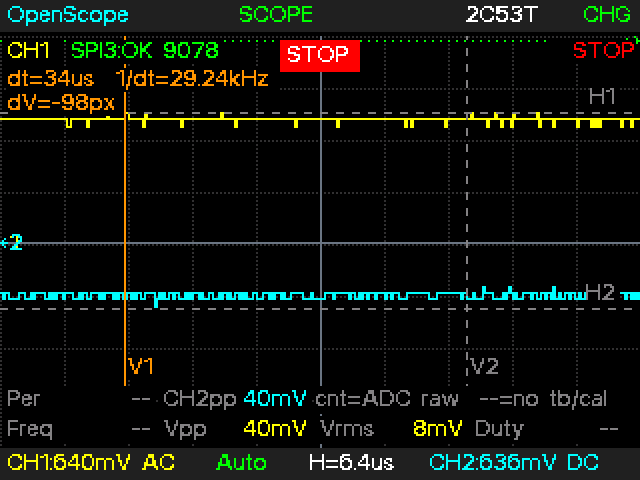 OpenScope SCOPE 2C53T CHG
CH1 SPI3:OK 9078 STOP STOP
dt=34us 1/dt=29.24kHz
dV=-98px
H1
2
H2
V1 V2
Per -- CH2pp 40mV cnt=ADC raw --=no tb/cal
Freq -- Vpp 40mV Vrms 8mV Duty --
CH1:640mV AC Auto H=6.4us CH2:636mV DC